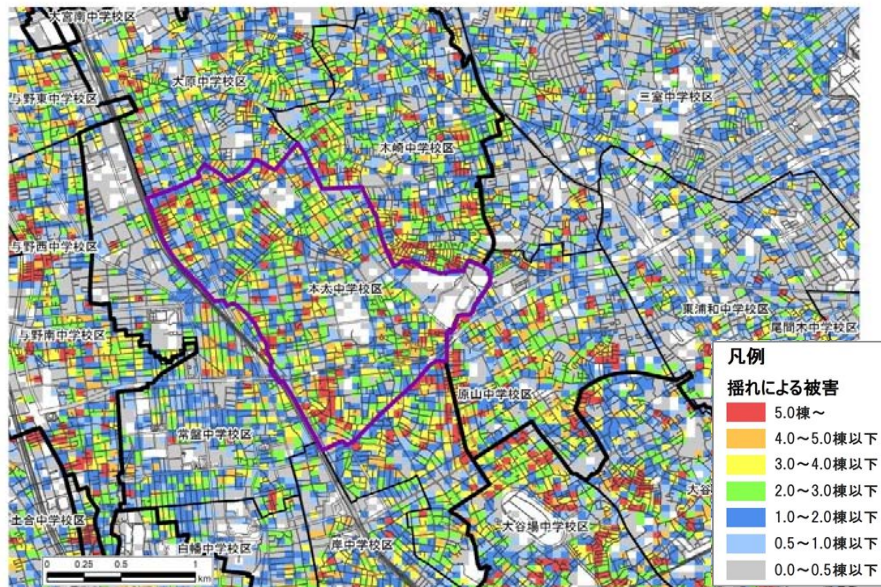 大宮南中学校区
大原中学校区
与野東中学校区
三室中学校区
木崎中学校区
与野西中学校区
本太中学校区
東浦和中学校区
尾間木中学校区
与野南中学校区
原山中学校区
常盤中学校区
土合中学校区
大谷場中学校区
白幡中学校区
岸中学校区
大谷
凡例
揺れによる被害
5.0棟～
4.0～5.0棟以下
3.0～4.0棟以下
2.0～3.0棟以下
1.0～2.0棟以下
0.5～1.0棟以下
0.0～0.5棟以下
0 0.25 0.5 1
km